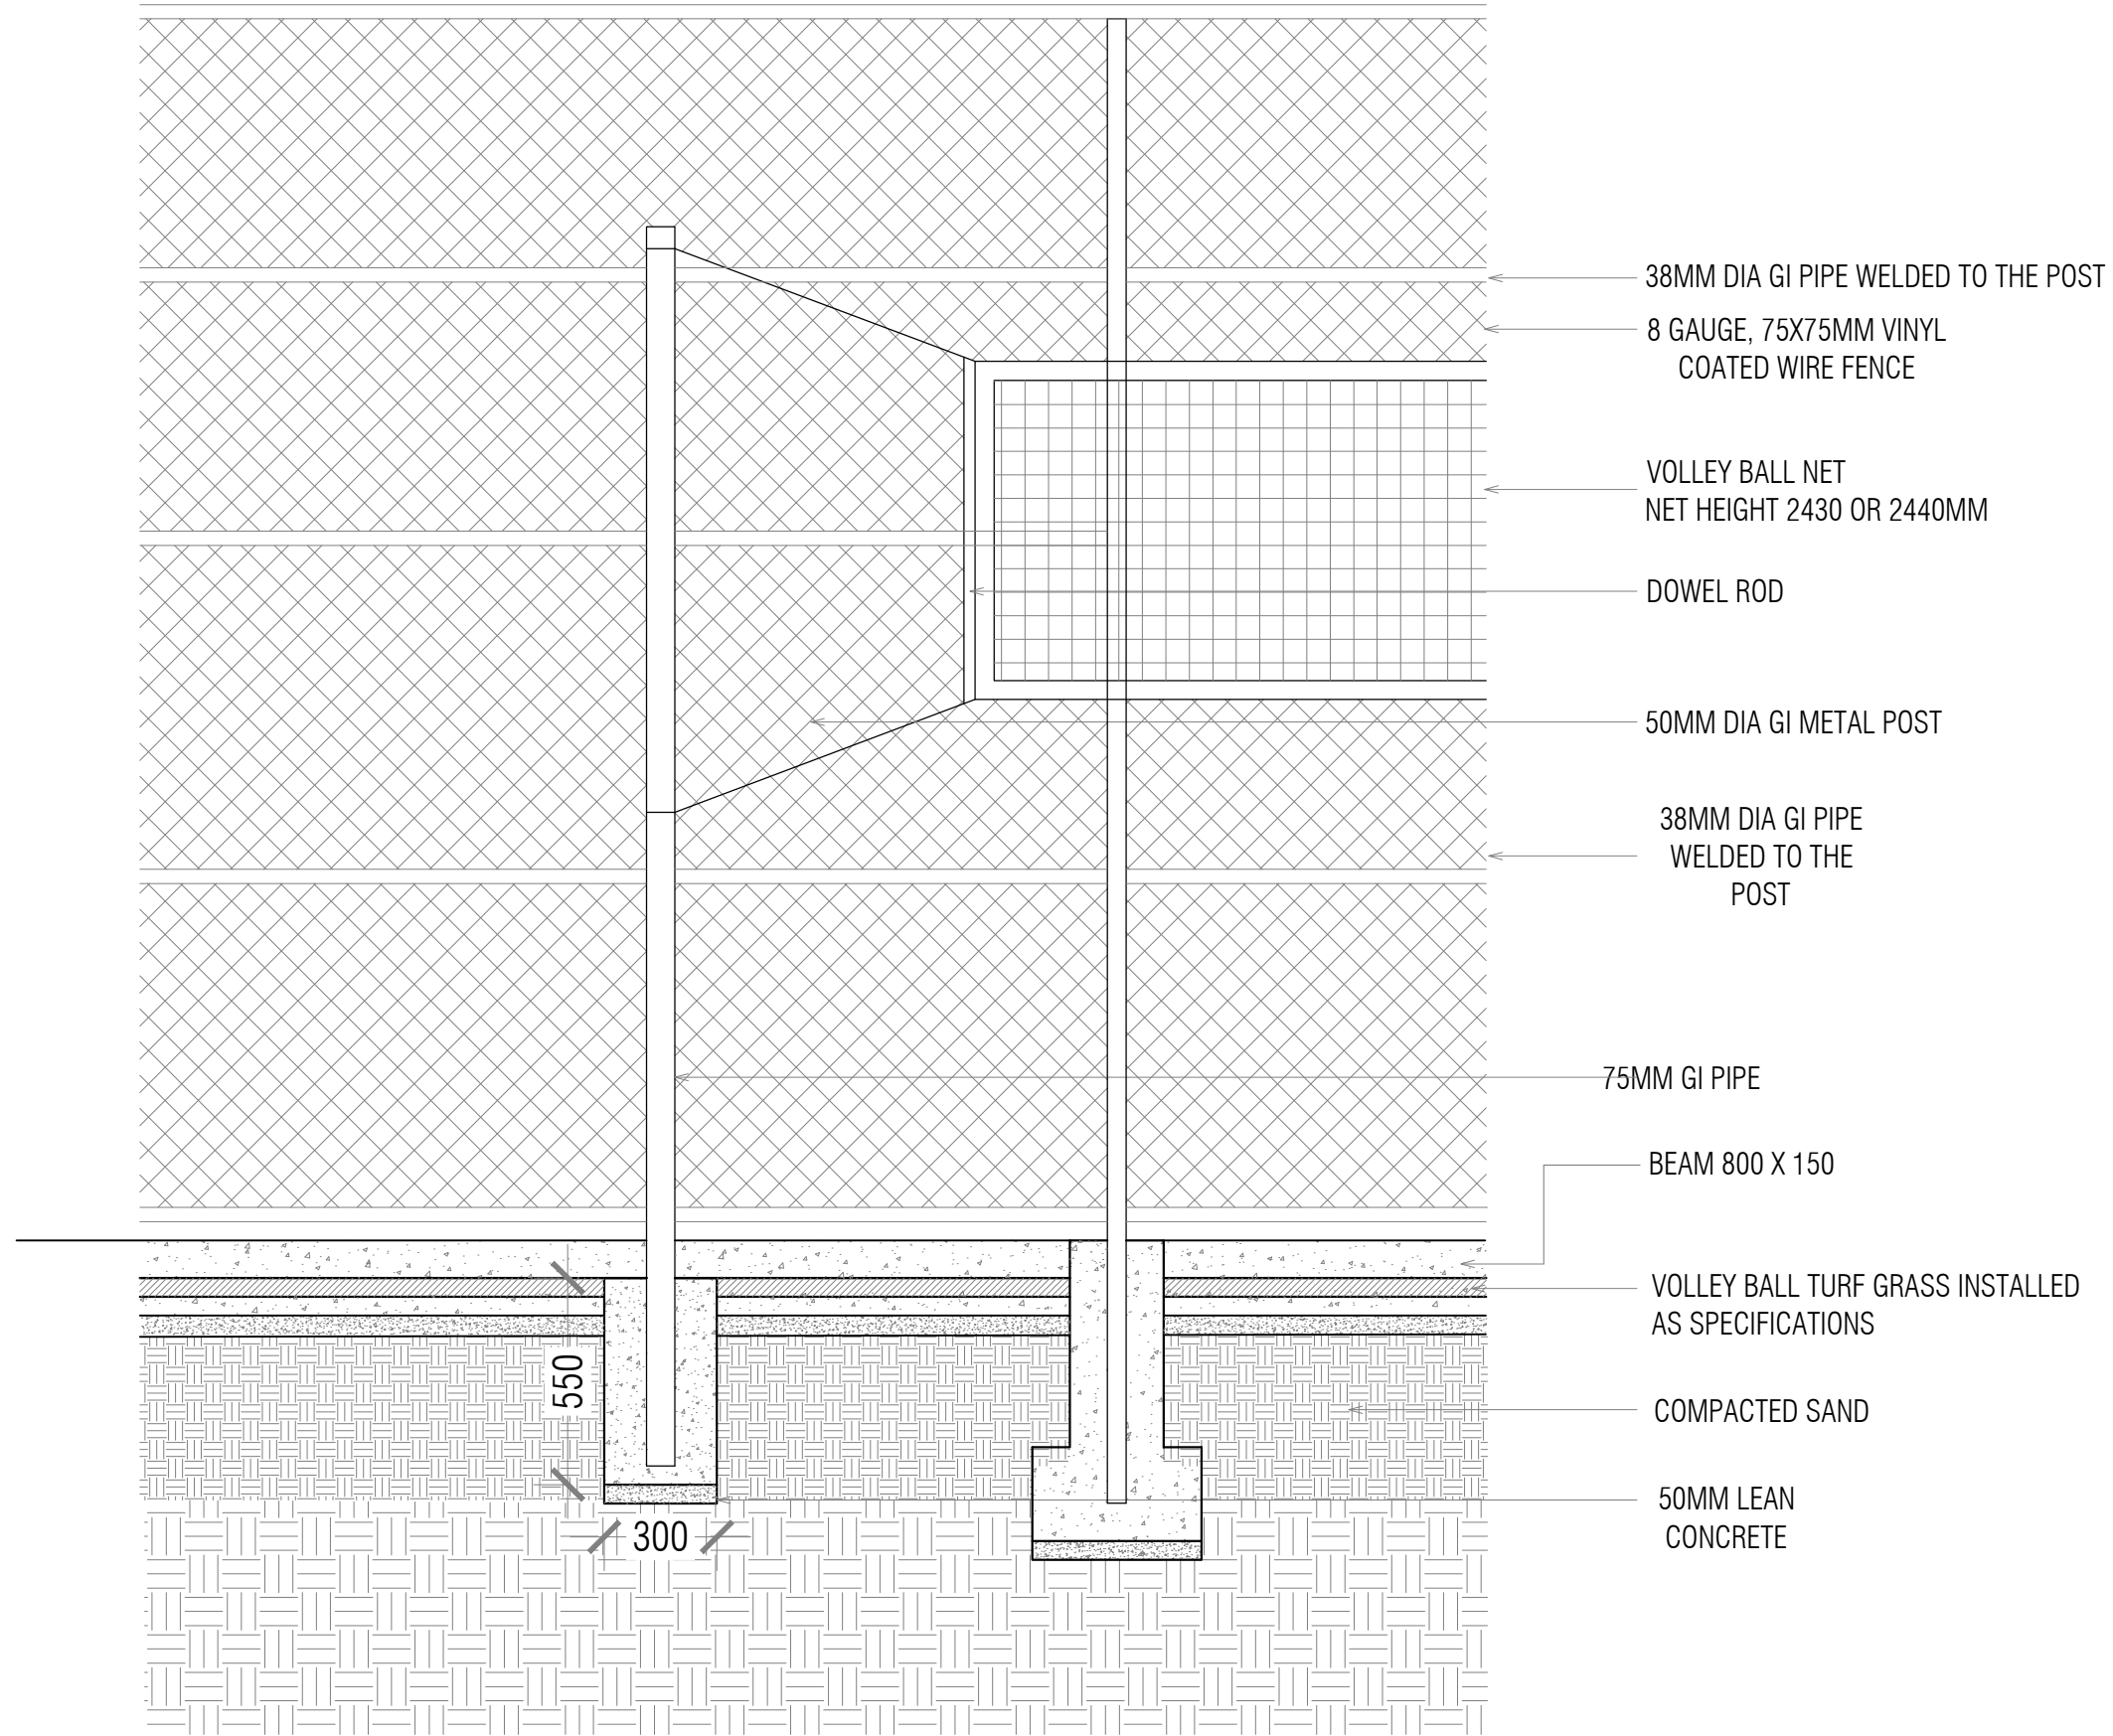 38MM DIA GI PIPE WELDED TO THE POST
8 GAUGE, 75X75MM VINYL
COATED WIRE FENCE
VOLLEY BALL NET
NET HEIGHT 2430 OR 2440MM
DOWEL ROD
50MM DIA GI METAL POST
38MM DIA GI PIPE
WELDED TO THE
POST
75MM GI PIPE
BEAM 800 X 150
VOLLEY BALL TURF GRASS INSTALLED
AS SPECIFICATIONS
550
COMPACTED SAND
50MM LEAN
CONCRETE
300